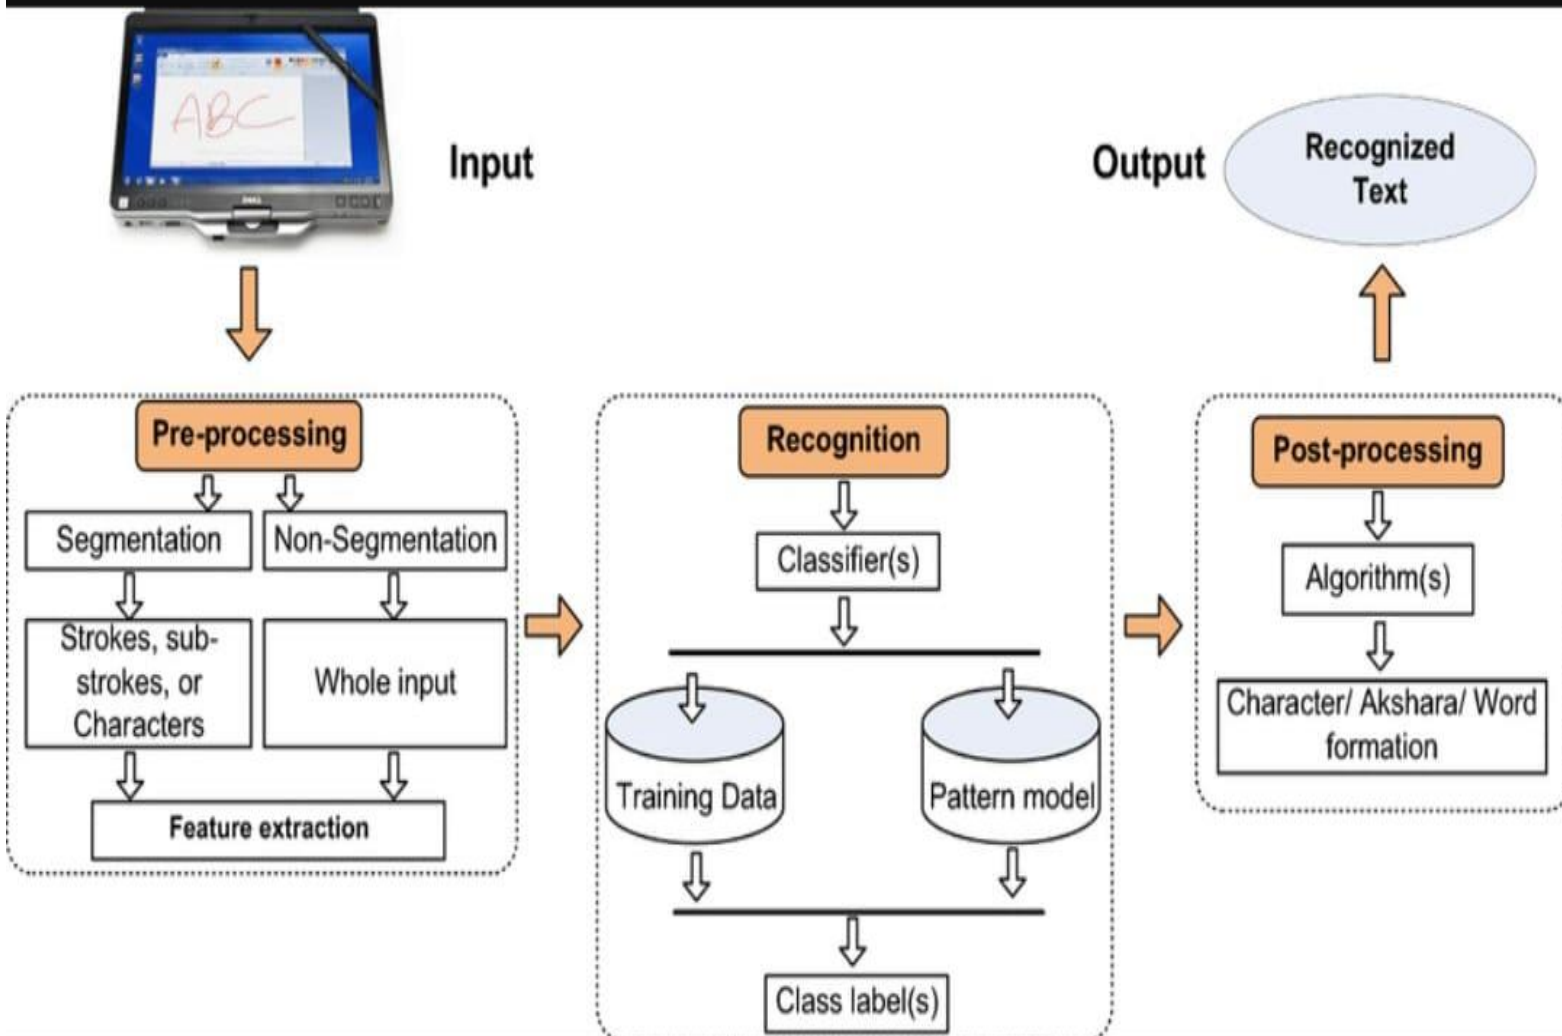 ABC
DELL
Input
Output
Recognized
Text
Pre-processing
Segmentation
Non-Segmentation
Strokes, sub-
strokes, or
Characters
Whole input
Feature extraction
Recognition
Classifier(s)
Training Data
Pattern model
Class label(s)
Post-processing
Algorithm(s)
Character/ Akshara/ Word
formation